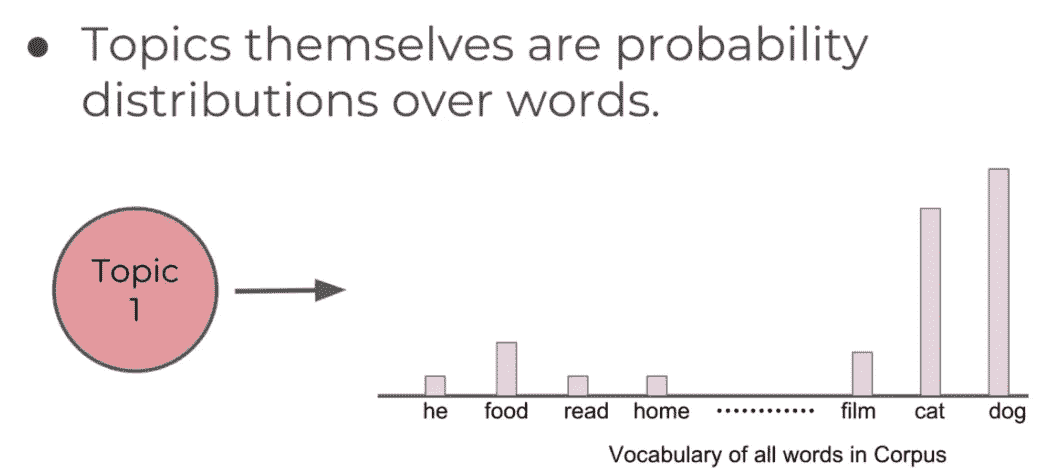 ● Topics themselves are probability
distributions over words.
Topic
1
he food read home ............. film cat dog
Vocabulary of all words in Corpus